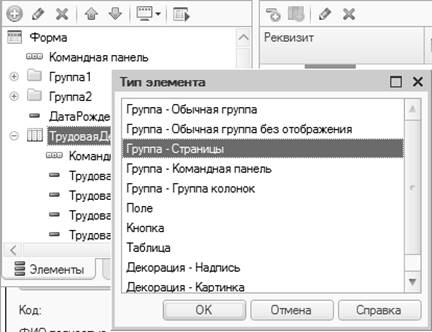 Форма
Командная панель
Группа1
Группа2
ДатаРожде
ТрудоваяДе
Команд
Трудова
Трудова
Трудова
Трудова
Элементы
Реквизит
Тип элемента
Группа - Обычная группа
Группа - Обычная группа без отображения
Группа - Страницы
Группа - Командная панель
Группа - Группа колонок
Поле
Кнопка
Таблица
Декорация - Надпись
Декорация - Картинка
ОК
Отмена
Справка
Код: